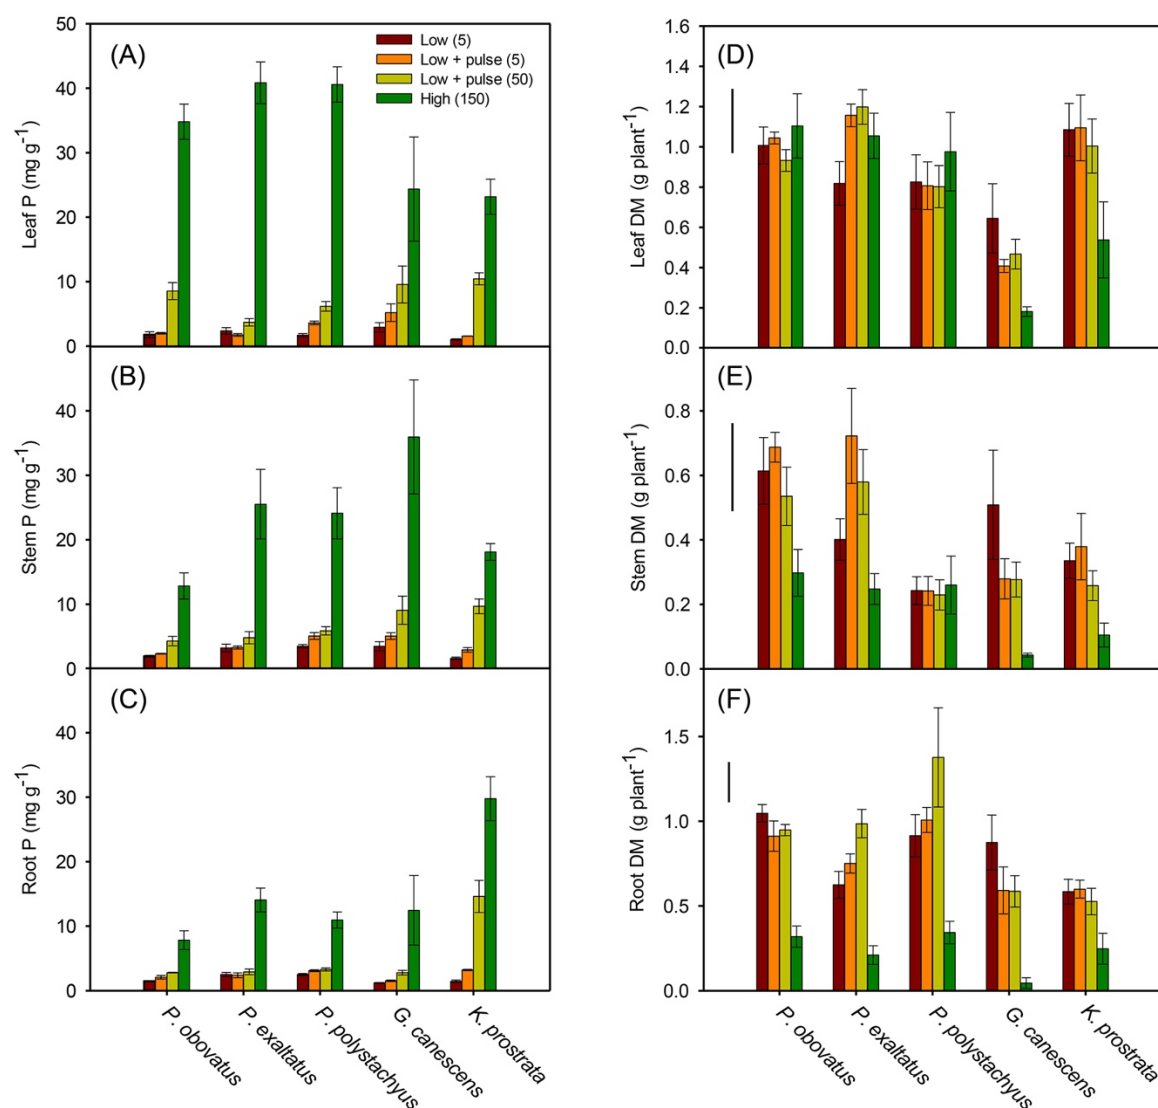 (A)
Low (5)
Low + pulse (5)
Low + pulse (50)
High (150)
50
40
30
20
10
0
Leaf P (mg g-1)
(B)
40
30
20
10
0
Stem P (mg g-1)
(C)
40
30
20
10
0
Root P (mg g-1)
P. obovatus
P. exaltatus
P. polystachyus
G. canescens
K. prostrata
(D)
1.6
1.4
1.2
1.0
0.8
0.6
0.4
0.2
0.0
Leaf DM (g plant-1)
(E)
0.8
0.6
0.4
0.2
0.0
Stem DM (g plant-1)
(F)
1.5
1.0
0.5
0.0
Root DM (g plant-1)
P. obovatus
P. exaltatus
P. polystachyus
G. canescens
K. prostrata